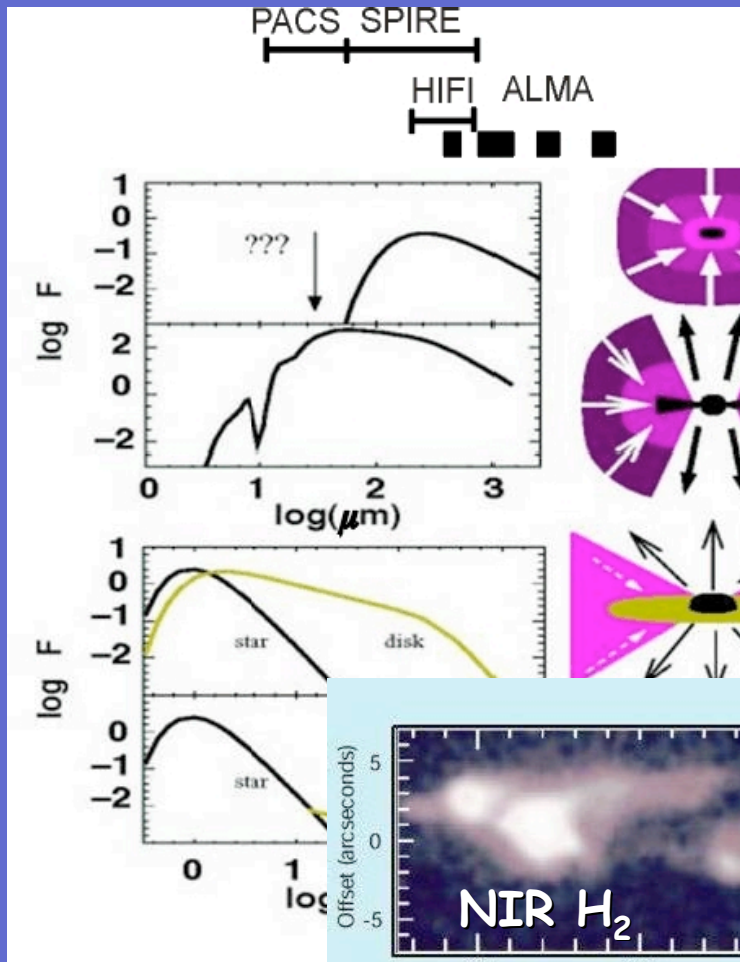 PACS SPIRE
HIFI ALMA
1
0
−1
−2
???
log F
2
0
−2
0 1 2 3
log(μm)
1
0
−1
−2
star disk
log F
0
−1
−2
star
0 1
log
Offset (arcseconds)
5
0
-5
NIR H₂